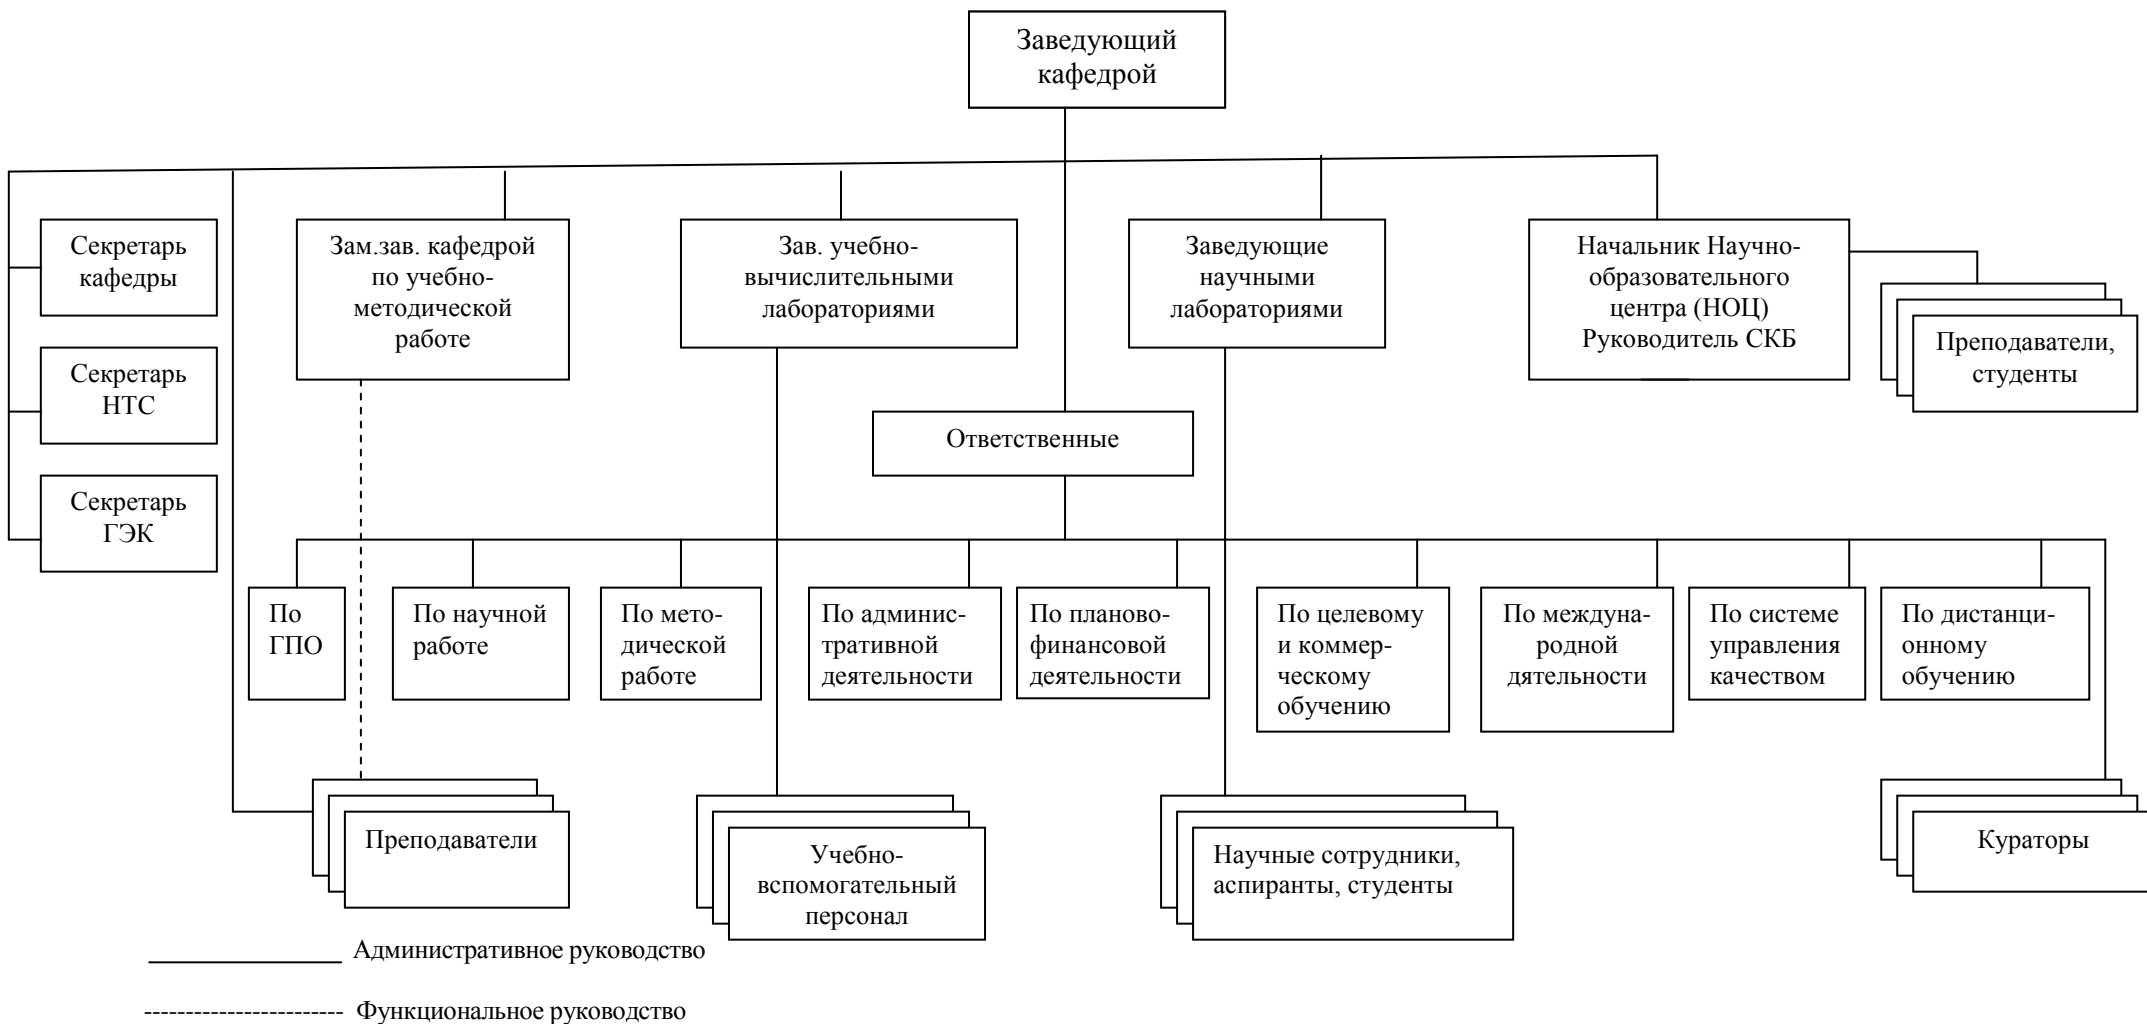 Заведующий
кафедрой
Секретарь
кафедры
Зам.зав. кафедрой
по учебно-
методической
работе
Зав. учебно-
вычислительными
лабораториями
Заведующие
научными
лабораториями
Начальник Научно-
образовательного
центра (НОЦ)
Руководитель СКБ
Преподаватели,
студенты
Секретарь
НТС
Секретарь
ГЭК
Ответственные
По
ГПО
По научной
работе
По мето-
дической
работе
По админис-
тративной
деятельности
По планово-
финансовой
деятельности
По целевому
и коммер-
ческому
обучению
По междуна-
родной
дятельности
По системе
управления
качеством
По дистанци-
онному
обучению
Преподаватели
Учебно-
вспомогательный
персонал
Научные сотрудники,
аспиранты, студенты
Кураторы
Административное руководство
Функциональное руководство